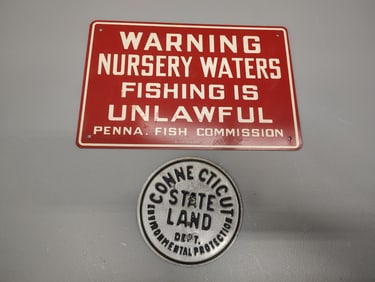 WARNING
NURSERY WATERS
FISHING IS
UNLAWFUL
PENNA. FISH COMMISSION
CONNECTICUT
STATE
LAND
DEPT.
ENVIRONMENTAL PROTECTION